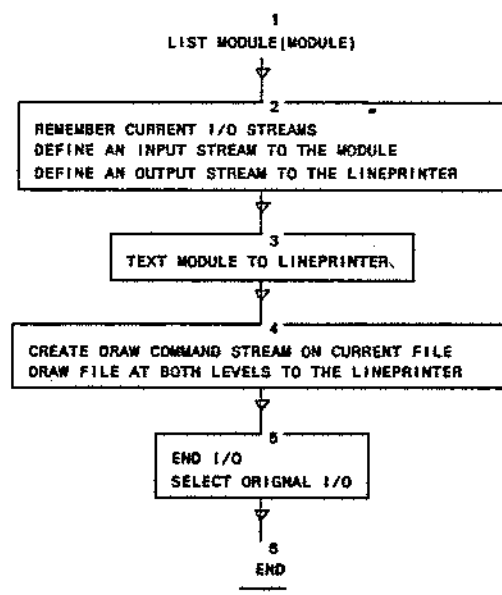 1
LIST MODULE(MODULE)
2
REMEMBER CURRENT I/O STREAMS
DEFINE AN INPUT STREAM TO THE MODULE
DEFINE AN OUTPUT STREAM TO THE LINEPRINTER
3
TEXT MODULE TO LINEPRINTER
4
CREATE DRAW COMMAND STREAM ON CURRENT FILE
DRAW FILE AT BOTH LEVELS TO THE LINEPRINTER
5
END I/O
SELECT ORIGNAL I/O
6
END